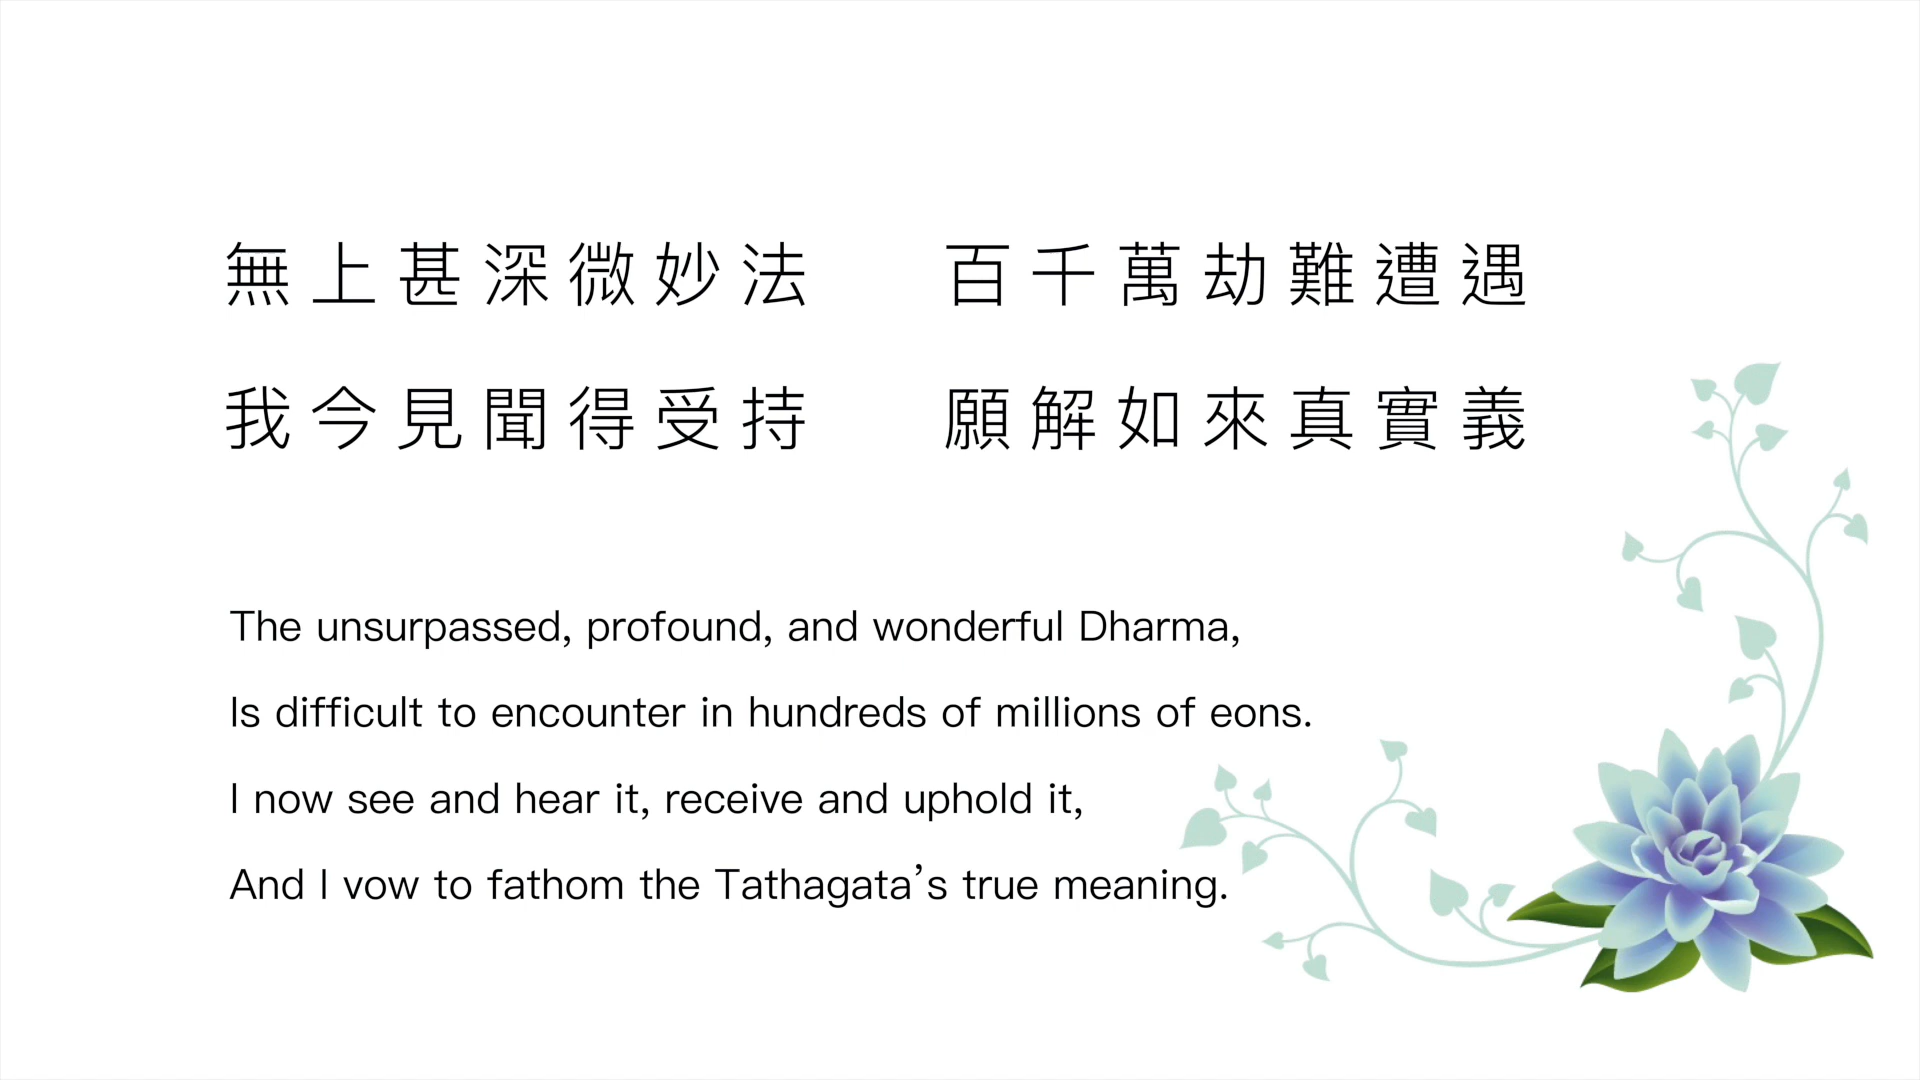 無上甚深微妙法 百千萬劫難遭遇
我今見聞得受持 願解如來真實義
The unsurpassed, profound, and wonderful Dharma,
Is difficult to encounter in hundreds of millions of eons.
I now see and hear it, receive and uphold it,
And I vow to fathom the Tathagata’s true meaning.